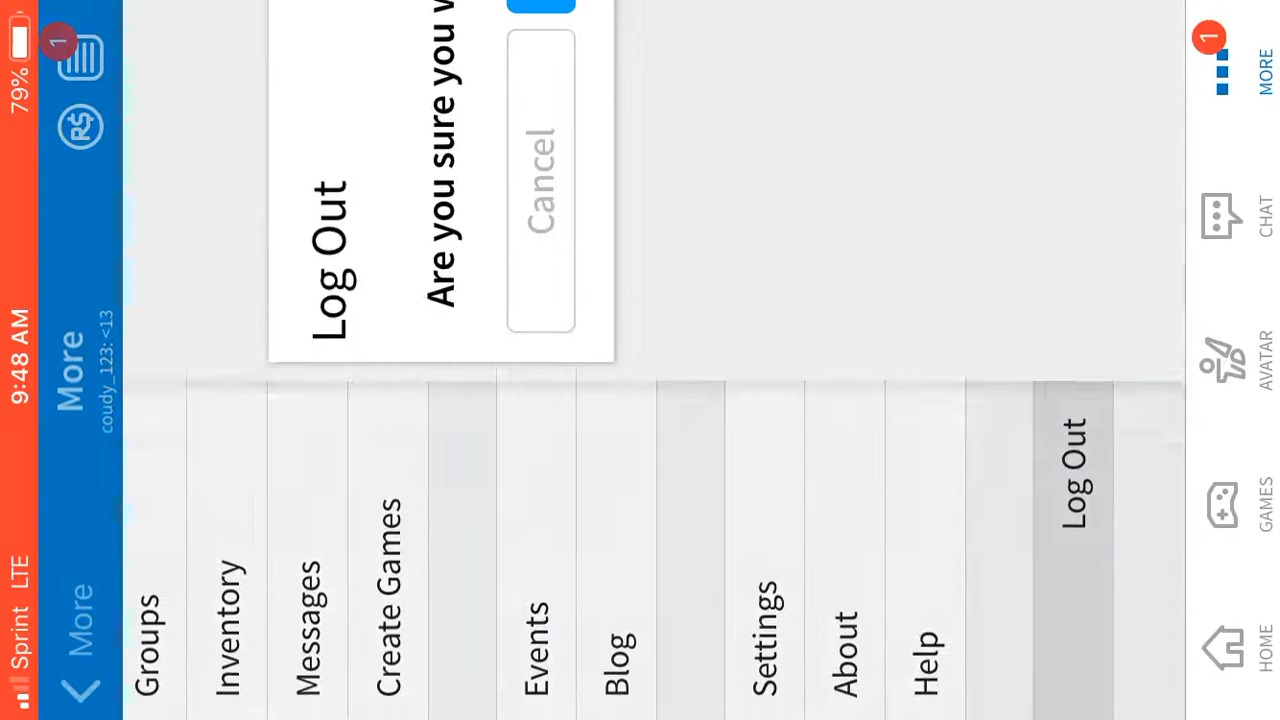 Sprint LTE 9:48 AM 79%
More More R$ 1
coudy_123: <13
Groups
Inventory
Log Out
Messages
Create Games
Are you sure you
Events
Cancel
Blog
Settings
About
Help
Log Out
1
HOME GAMES AVATAR CHAT MORE